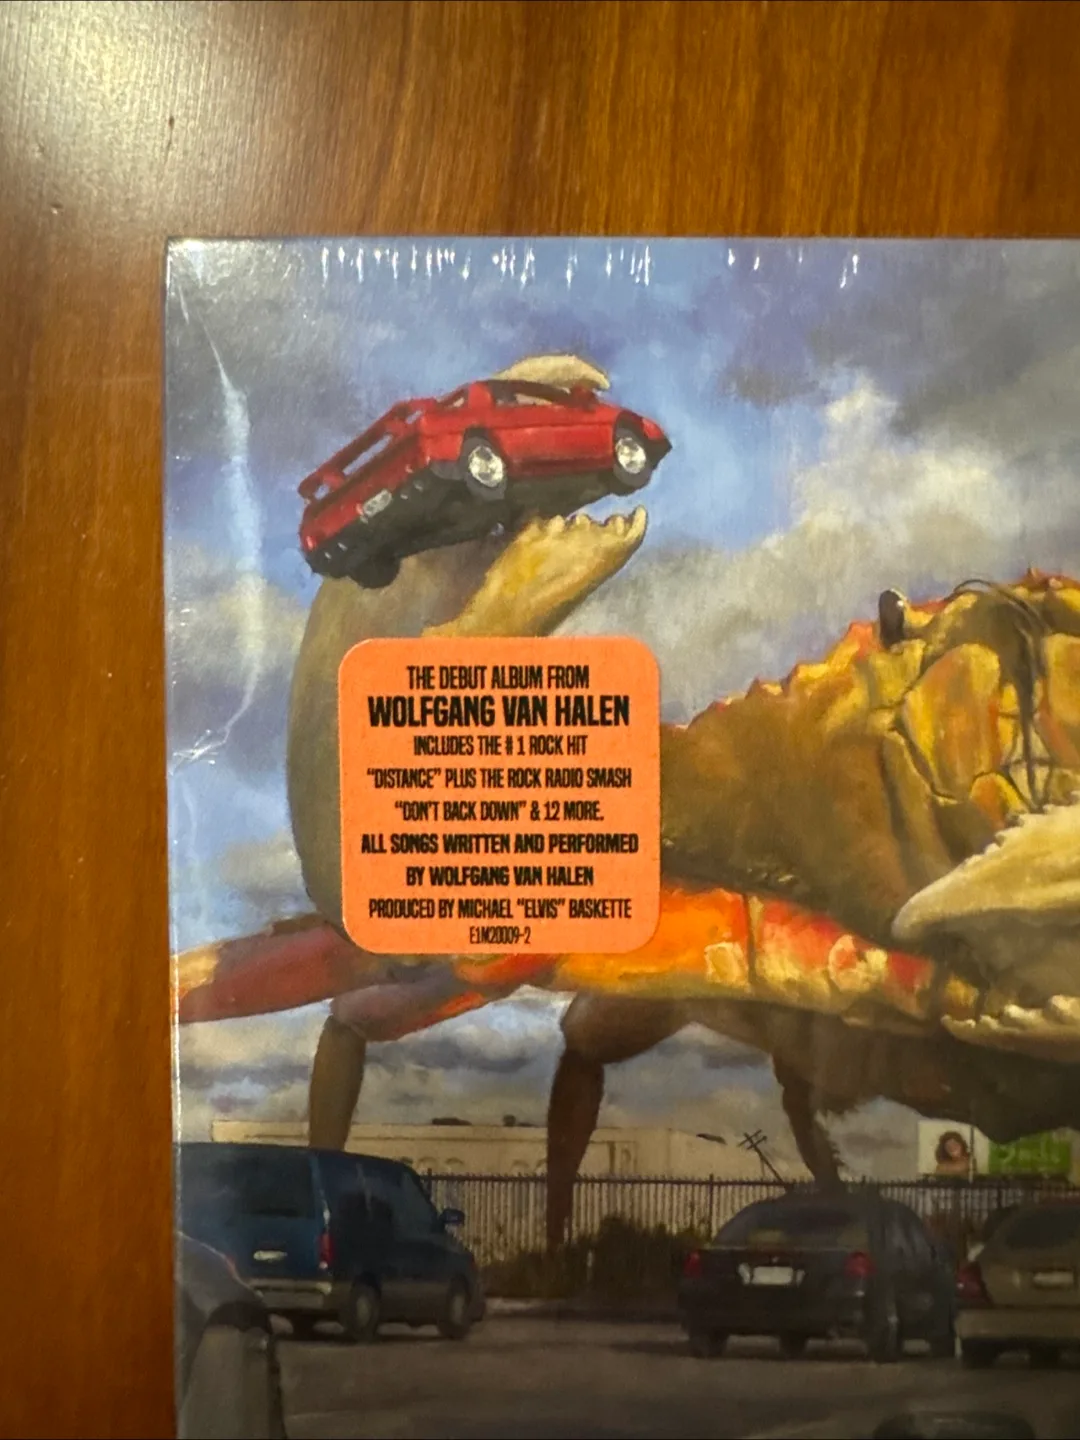 THE DEBUT ALBUM FROM
WOLFGANG VAN HALEN
INCLUDES THE # 1 ROCK HIT
“DISTANCE” PLUS THE ROCK RADIO SMASH
“DON'T BACK DOWN” & 12 MORE.
ALL SONGS WRITTEN AND PERFORMED
BY WOLFGANG VAN HALEN
PRODUCED BY MICHAEL “ELVIS” BASKETTE
E1M20009-2